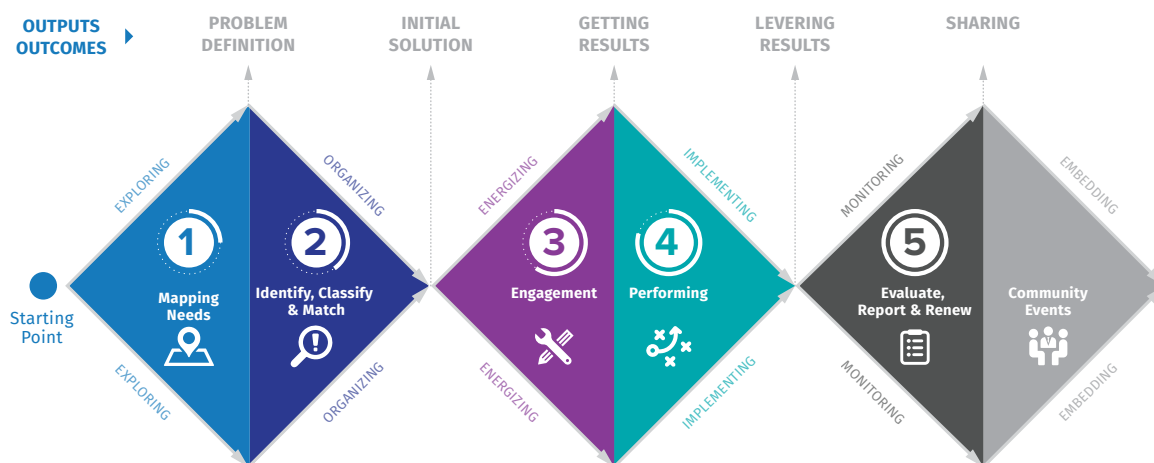 OUTPUTS
OUTCOMES
PROBLEM
DEFINITION
INITIAL
SOLUTION
GETTING
RESULTS
LEVERING
RESULTS
SHARING
EXPLORING
ORGANIZING
ENERGIZING
IMPLEMENTING
MONITORING
EMBEDDING
1
2
3
4
5
Starting
Point
Mapping
Needs
Identify, Classify
& Match
Engagement
Performing
Evaluate,
Report & Renew
Community
Events
EXPLORING
ORGANIZING
ENERGIZING
IMPLEMENTING
MONITORING
EMBEDDING